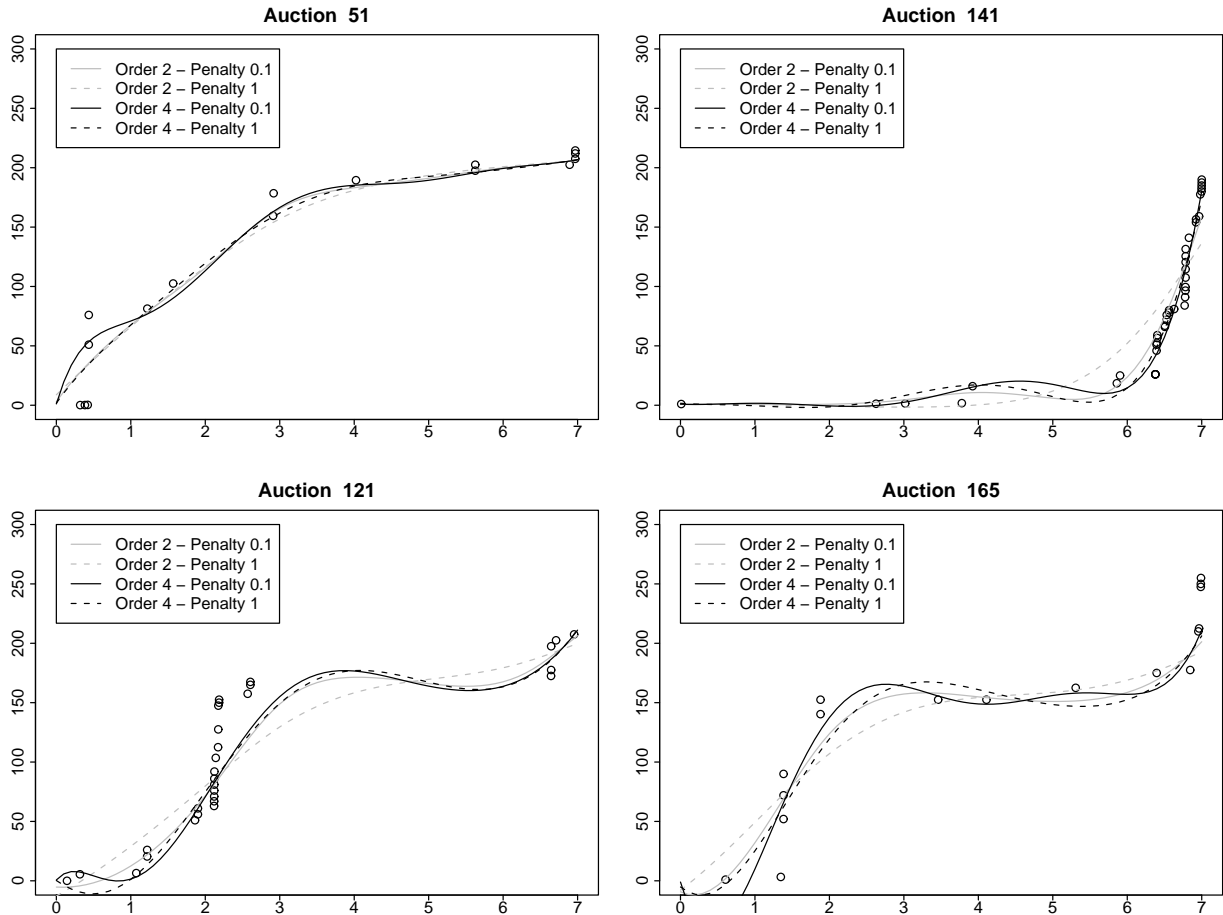 Auction 51
300
250
200
150
100
50
0
Order 2 − Penalty 0.1
Order 2 − Penalty 1
Order 4 − Penalty 0.1
Order 4 − Penalty 1
0 1 2 3 4 5 6 7
Auction 141
300
250
200
150
100
50
0
Order 2 − Penalty 0.1
Order 2 − Penalty 1
Order 4 − Penalty 0.1
Order 4 − Penalty 1
0 1 2 3 4 5 6 7
Auction 121
300
250
200
150
100
50
0
Order 2 − Penalty 0.1
Order 2 − Penalty 1
Order 4 − Penalty 0.1
Order 4 − Penalty 1
0 1 2 3 4 5 6 7
Auction 165
300
250
200
150
100
50
0
Order 2 − Penalty 0.1
Order 2 − Penalty 1
Order 4 − Penalty 0.1
Order 4 − Penalty 1
0 1 2 3 4 5 6 7